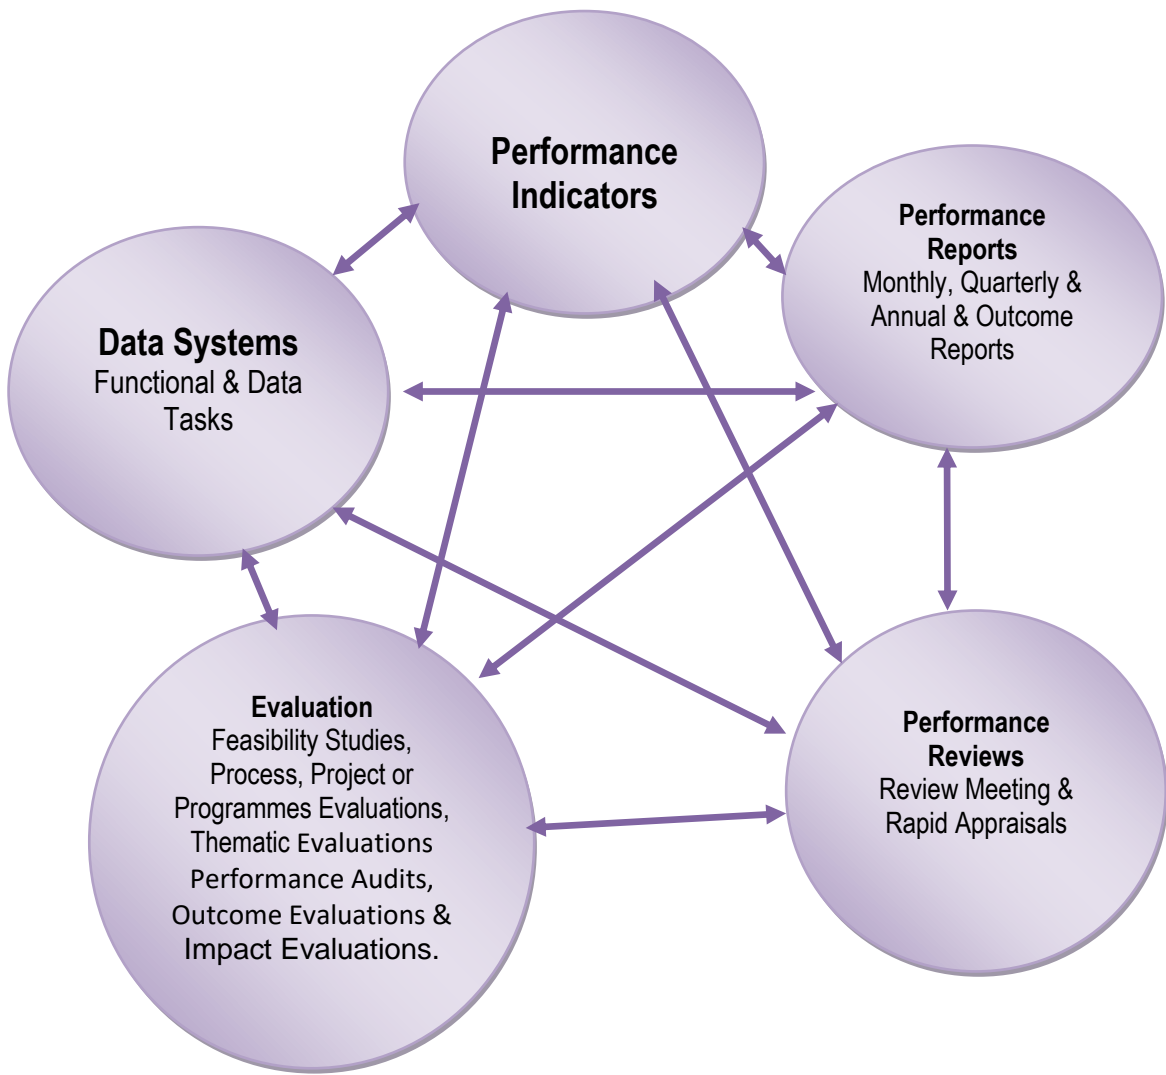 Performance
Indicators
Performance
Reports
Monthly, Quarterly &
Annual & Outcome
Reports
Data Systems
Functional & Data
Tasks
Evaluation
Feasibility Studies,
Process, Project or
Programmes Evaluations,
Thematic Evaluations
Performance Audits,
Outcome Evaluations &
Impact Evaluations.
Performance
Reviews
Review Meeting &
Rapid Appraisals